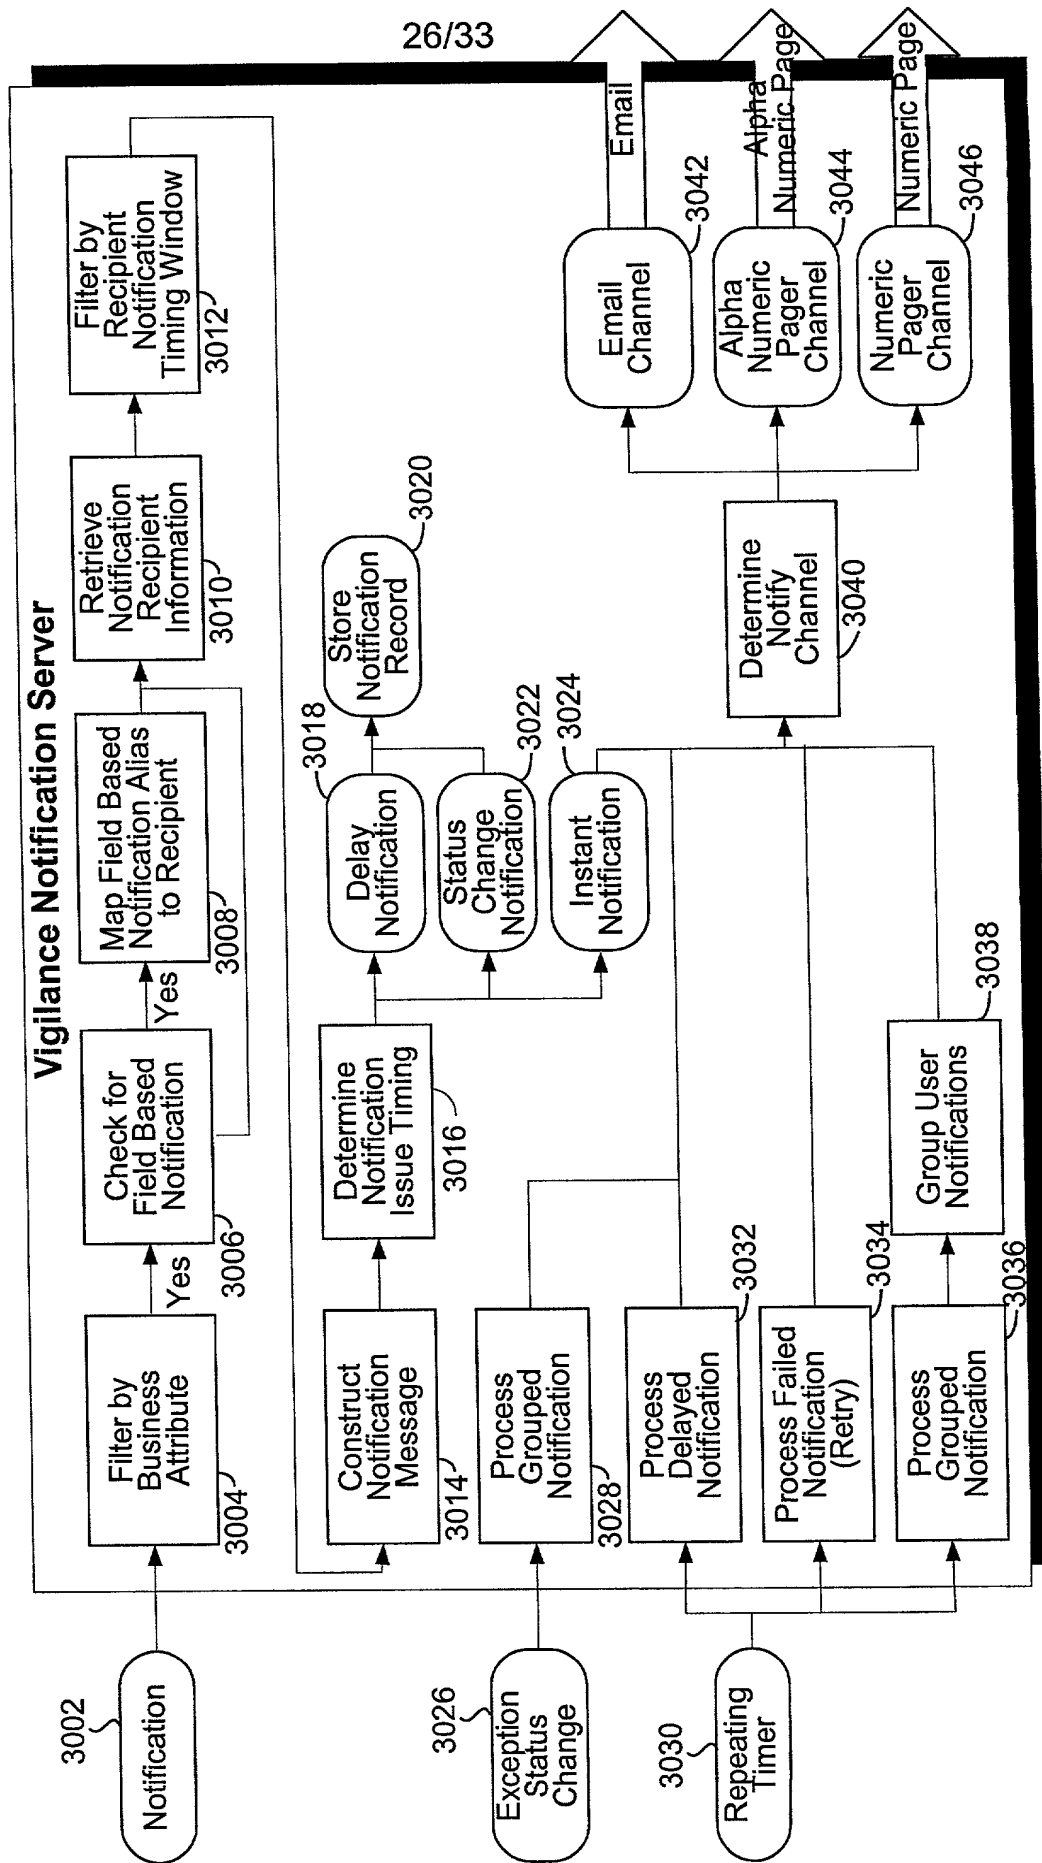 26/33
Vigilance Notification Server
3002
Notification
Filter by
Business
Attribute
3004
Yes
Check for
Field Based
Notification
3006
Yes
Map Field Based
Notification Alias
to Recipient
3008
Retrieve
Notification
Recipient
Information
3010
Filter by
Recipient
Notification
Timing Window
3012
Construct
Notification
Message
3014
Determine
Notification
Issue Timing
3016
3018
Delay
Notification
Store
Notification
Record
3020
Status
Change
Notification
3022
Instant
Notification
3024
3026
Exception
Status
Change
Process
Grouped
Notification
3028
3030
Repeating
Timer
Process
Delayed
Notification
3032
Process Failed
Notification
(Retry)
3034
Process
Grouped
Notification
3036
Group User
Notifications
3038
Determine
Notify
Channel
3040
Email
Channel
3042
Email
Alpha
Numeric
Pager
Channel
3044
Alpha
Numeric Page
Numeric
Pager
Channel
3046
Numeric Page